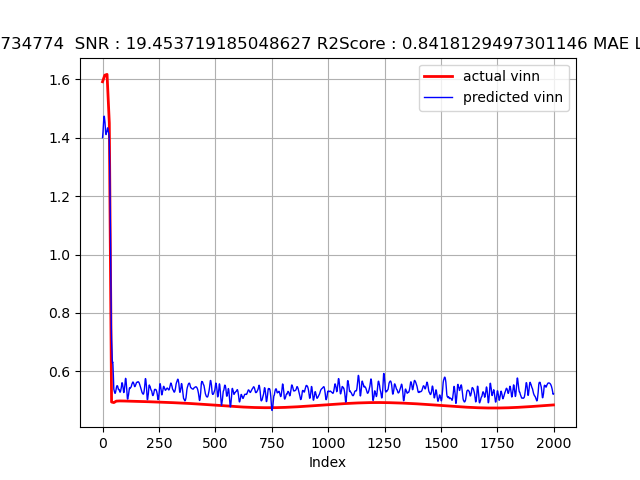 734774 SNR : 19.453719185048627 R2Score : 0.8418129497301146 MAE L
actual vinn
predicted vinn
1.6
1.4
1.2
1.0
0.8
0.6
0 250 500 750 1000 1250 1500 1750 2000
Index